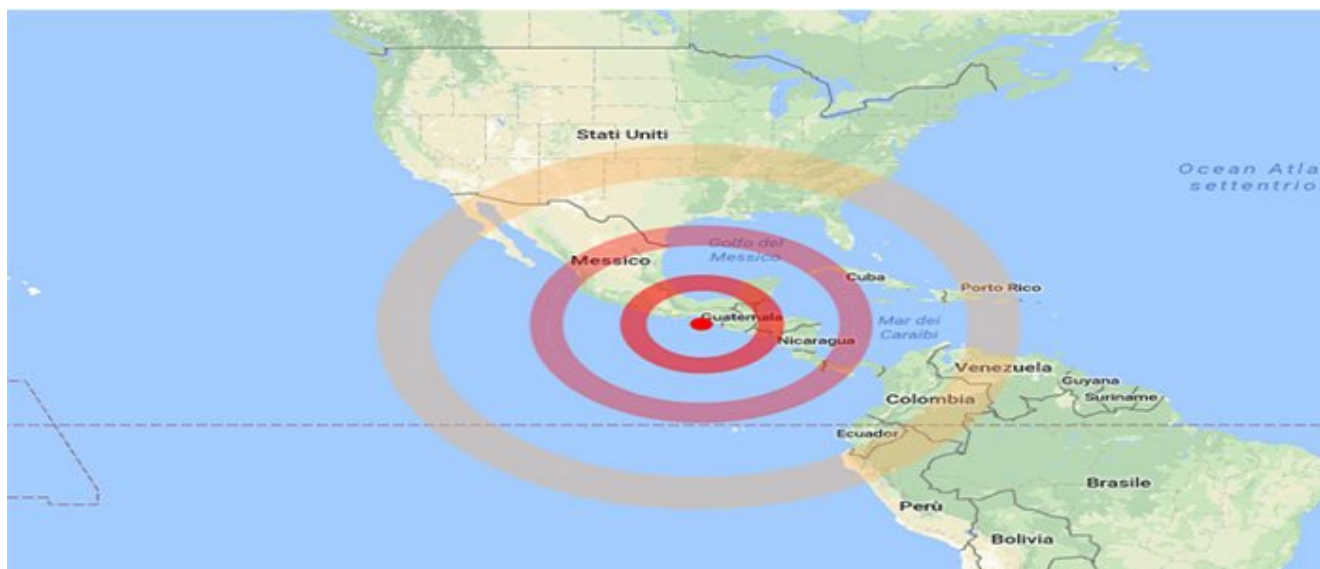 Stati Uniti
Ocean Atla
settentrio
Golfo del
Messico
Messico
Cuba
Porto Rico
Guatemala
Mar dei
Caraibi
Nicaragua
Venezuela
Guyana
Suriname
Colombia
Ecuador
Brasile
Perù
Bolivia